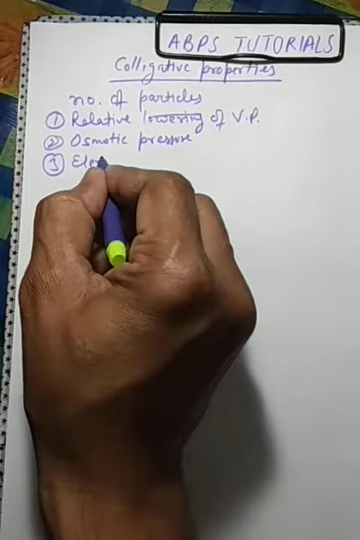 ABPS TUTORIALS
Colligative properties
no. of particles
① Relative lowering of V.P.
② Osmotic pressure
③ Ele